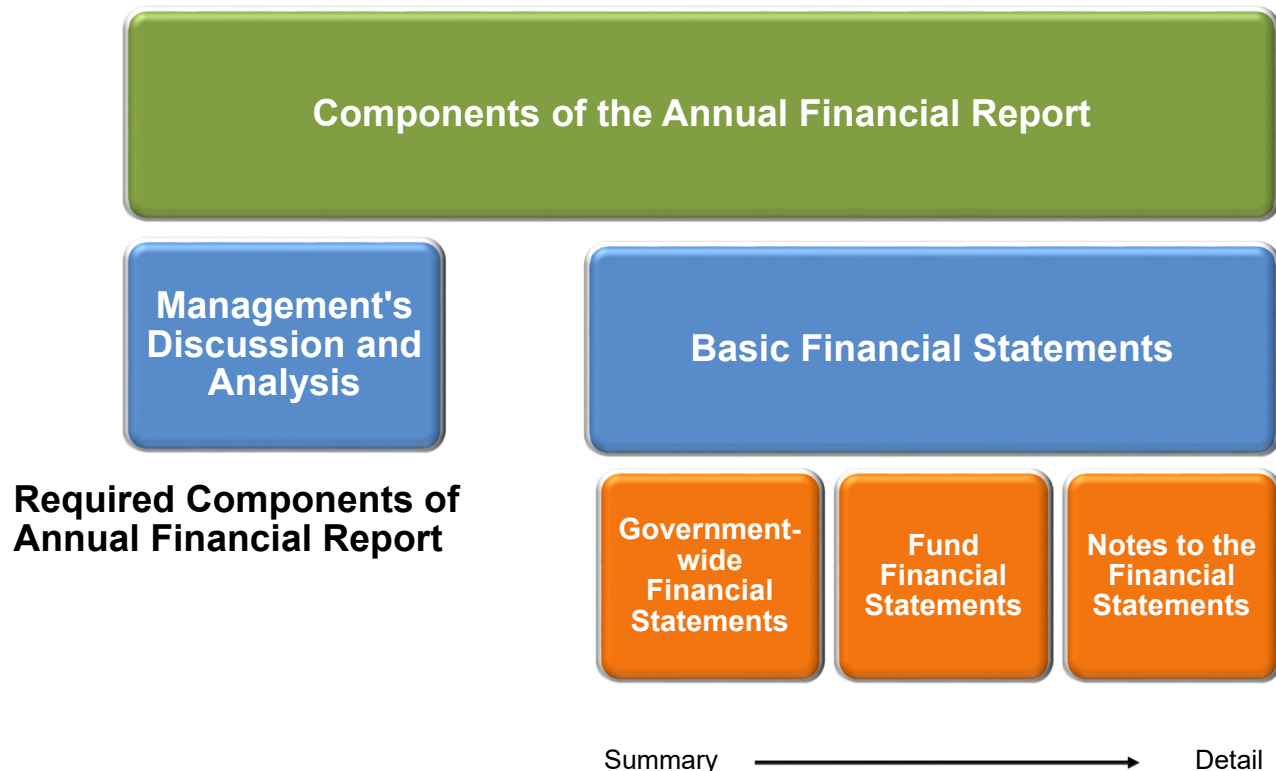 Components of the Annual Financial Report
Management's
Discussion and
Analysis
Basic Financial Statements
Required Components of
Annual Financial Report
Government-
wide
Financial
Statements
Fund
Financial
Statements
Notes to the
Financial
Statements
Summary
Detail